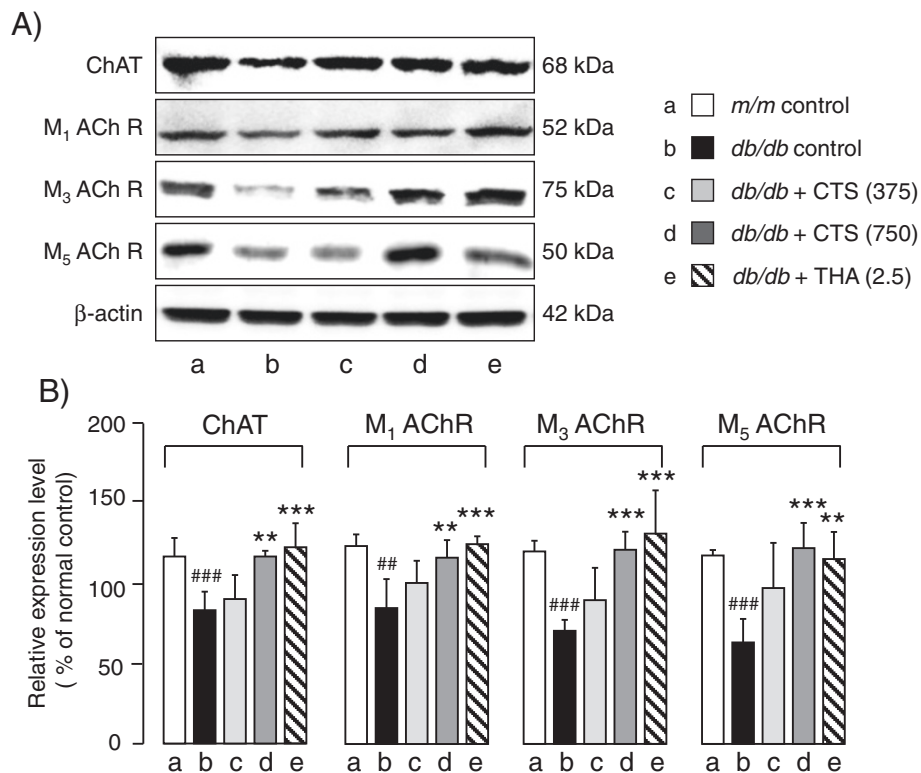 A)
ChAT 68 kDa
M₁ ACh R 52 kDa
M₃ ACh R 75 kDa
M₅ ACh R 50 kDa
β-actin 42 kDa
a b c d e
a m/m control
b db/db control
c db/db + CTS (375)
d db/db + CTS (750)
e db/db + THA (2.5)
B)
Relative expression level
( % of normal control)
200
150
100
50
0
ChAT
### ** ***
a b c d e
M₁ AChR
## ** ***
a b c d e
M₃ AChR
### *** ***
a b c d e
M₅ AChR
### *** **
a b c d e